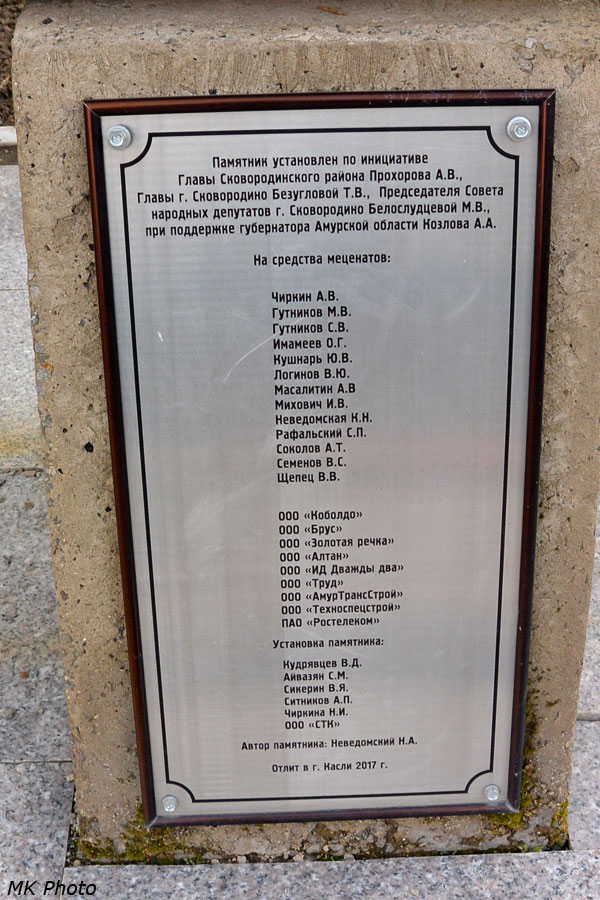 Памятник установлен по инициативе
Главы Сковородинского района Прохорова А.В.,
Главы г. Сковородино Безугловой Т.В., Председателя Совета
народных депутатов г. Сковородино Белослудцевой М.В.,
при поддержке губернатора Амурской области Козлова А.А.
На средства меценатов:
Чиркин А.В.
Гутников М.В.
Гутников С.В.
Имамеев О.Г.
Кушнарь Ю.В.
Логинов В.Ю.
Масалитин А.В
Михович И.В.
Неведомская К.Н.
Рафальский С.П.
Соколов А.Т.
Семенов В.С.
Щепец В.В.
ООО «Коболдо»
ООО «Брус»
ООО «Золотая речка»
ООО «Алтан»
ООО «ИД Дважды два»
ООО «Труд»
ООО «АмурТрансСтрой»
ООО «Техноспецстрой»
ПАО «Ростелеком»
Установка памятника:
Кудрявцев В.Д.
Айвазян С.М.
Сикерин В.Я.
Ситников А.П.
Чиркина Н.И.
ООО «СТК»
Автор памятника: Неведомский Н.А.
Отлит в г. Касли 2017 г.
MK Photo